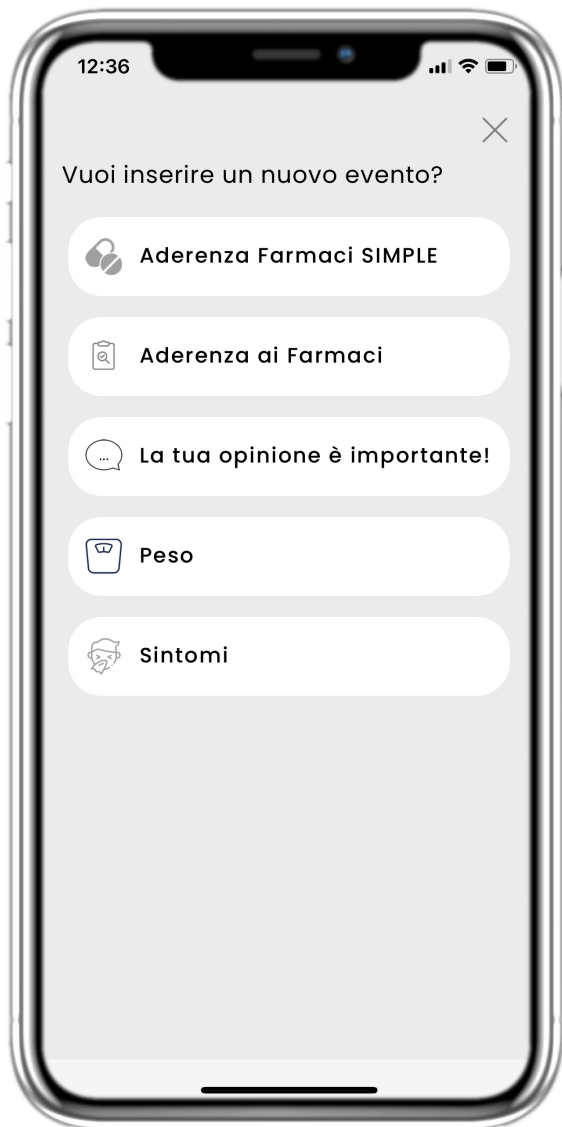 12:36
Vuoi inserire un nuovo evento?
Aderenza Farmaci SIMPLE
Aderenza ai Farmaci
La tua opinione è importante!
Peso
Sintomi